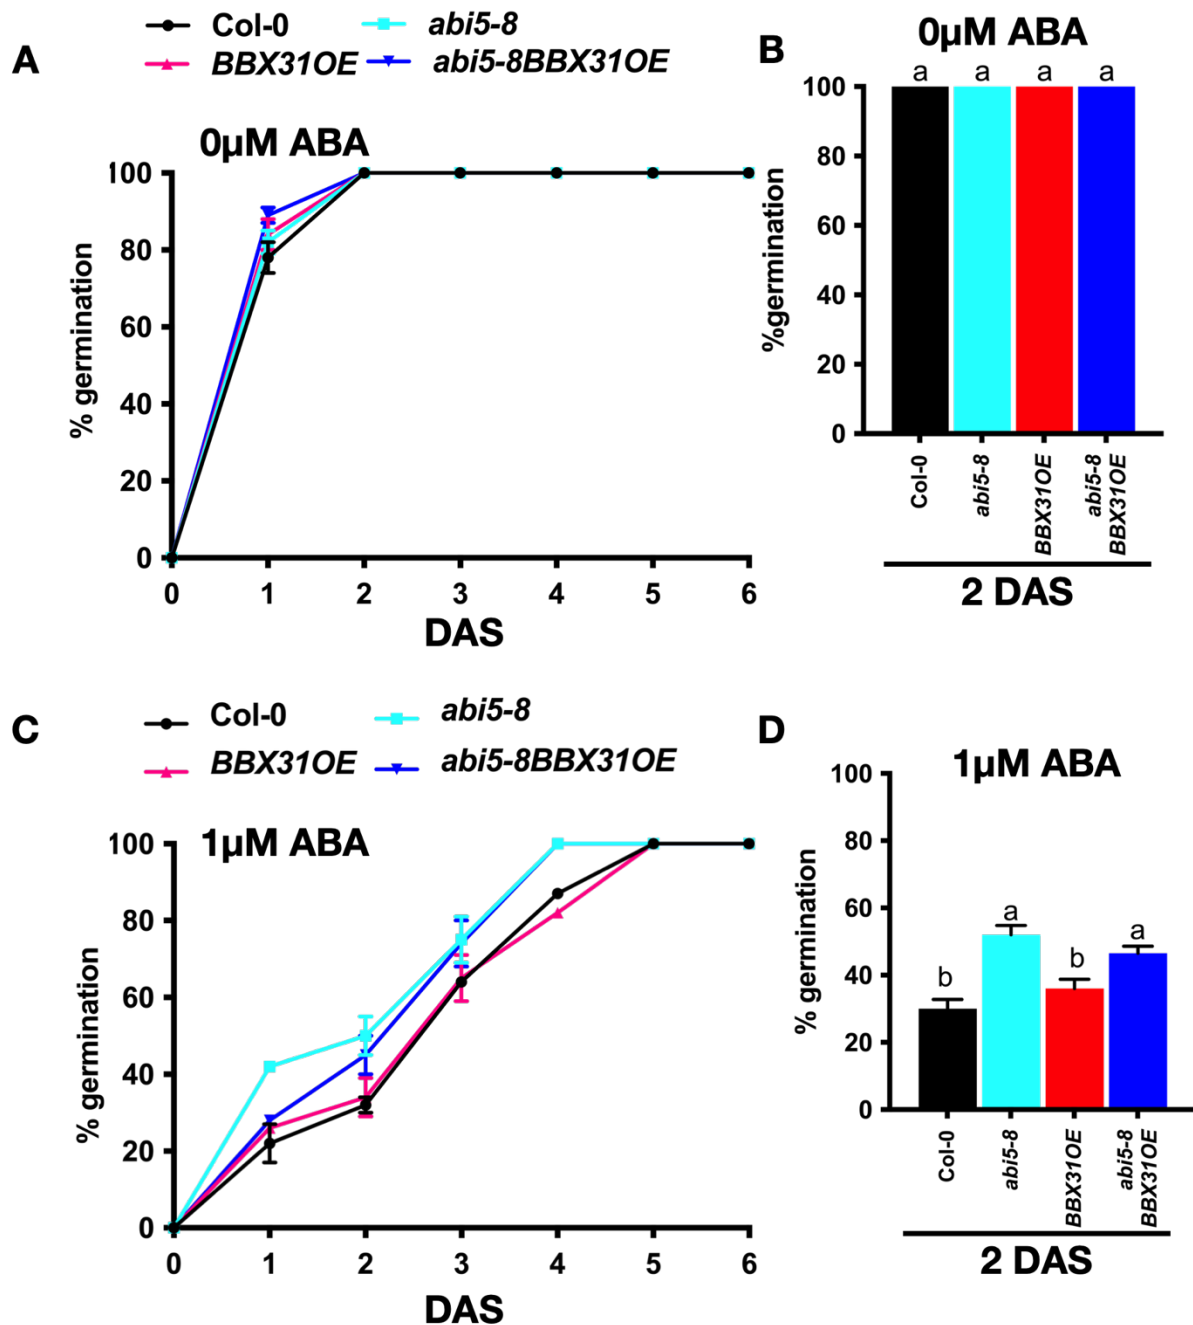 A
Col-0
abi5-8
BBX31OE
abi5-8BBX31OE
0µM ABA
100
80
60
40
20
0
% germination
0 1 2 3 4 5 6
DAS
B
0µM ABA
100
80
60
40
20
0
%germination
a a a a
Col-0
abi5-8
BBX31OE
abi5-8
BBX31OE
2 DAS
C
Col-0
abi5-8
BBX31OE
abi5-8BBX31OE
1µM ABA
100
80
60
40
20
0
% germination
0 1 2 3 4 5 6
DAS
D
1µM ABA
100
80
60
40
20
0
% germination
b a b a
Col-0
abi5-8
BBX31OE
abi5-8
BBX31OE
2 DAS